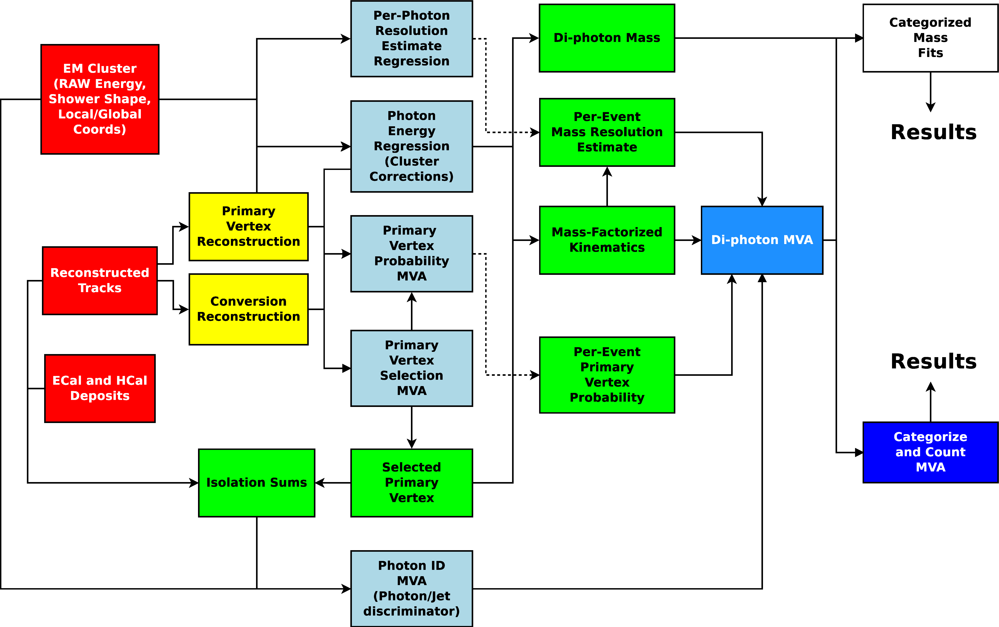 EM Cluster
(RAW Energy,
Shower Shape,
Local/Global
Coords)
Reconstructed
Tracks
ECal and HCal
Deposits
Primary
Vertex
Reconstruction
Conversion
Reconstruction
Isolation Sums
Per-Photon
Resolution
Estimate
Regression
Photon
Energy
Regression
(Cluster
Corrections)
Primary
Vertex
Probability
MVA
Primary
Vertex
Selection
MVA
Selected
Primary
Vertex
Photon ID
MVA
(Photon/Jet
discriminator)
Di-photon Mass
Per-Event
Mass Resolution
Estimate
Mass-Factorized
Kinematics
Per-Event
Primary
Vertex
Probability
Di-photon MVA
Categorized
Mass
Fits
Results
Results
Categorize
and Count
MVA